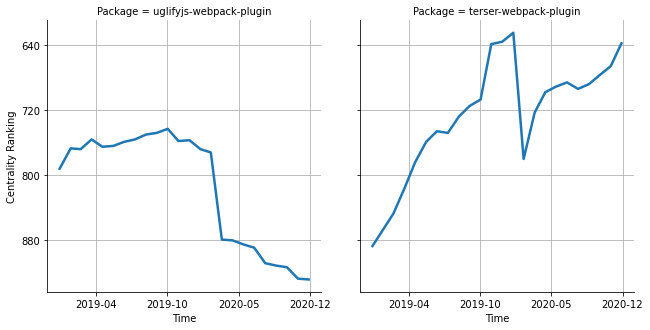 Package = uglifyjs-webpack-plugin
Package = terser-webpack-plugin
Centrality Ranking
640
720
800
880
2019-04
2019-10
2020-05
2020-12
2019-04
2019-10
2020-05
2020-12
Time
Time